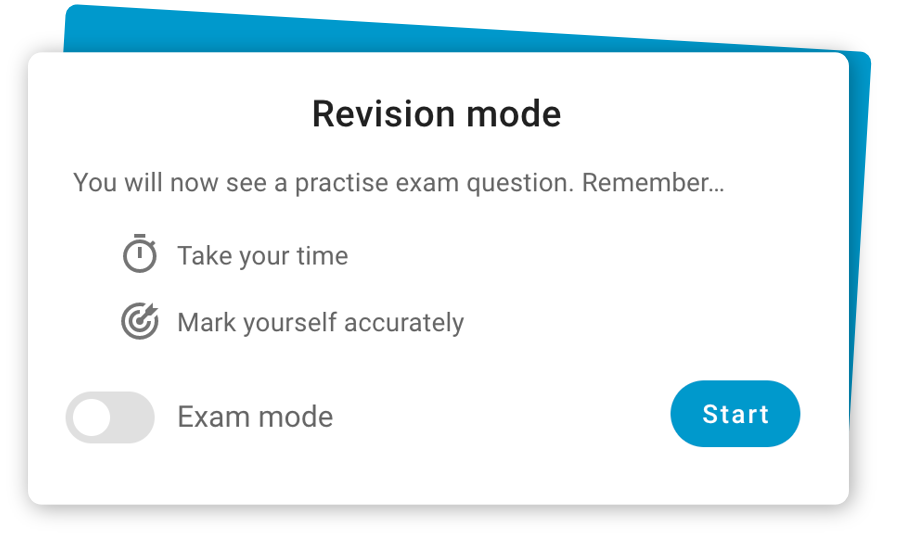 Revision mode
You will now see a practise exam question. Remember…
Take your time
Mark yourself accurately
Exam mode
Start